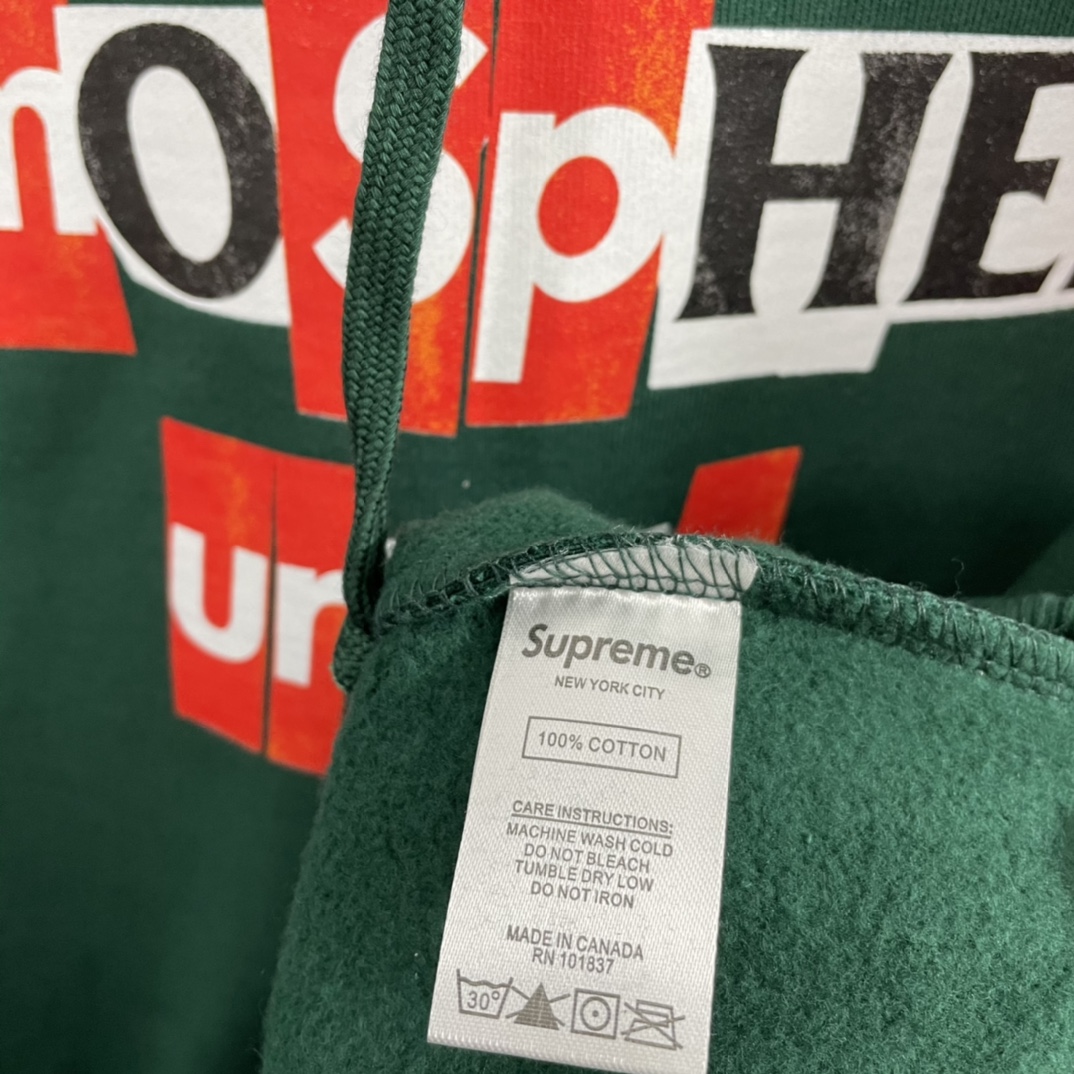 nOSpHE
ur
Supreme®
NEW YORK CITY
100% COTTON
CARE INSTRUCTIONS:
MACHINE WASH COLD
DO NOT BLEACH
TUMBLE DRY LOW
DO NOT IRON
MADE IN CANADA
RN 101837
30°